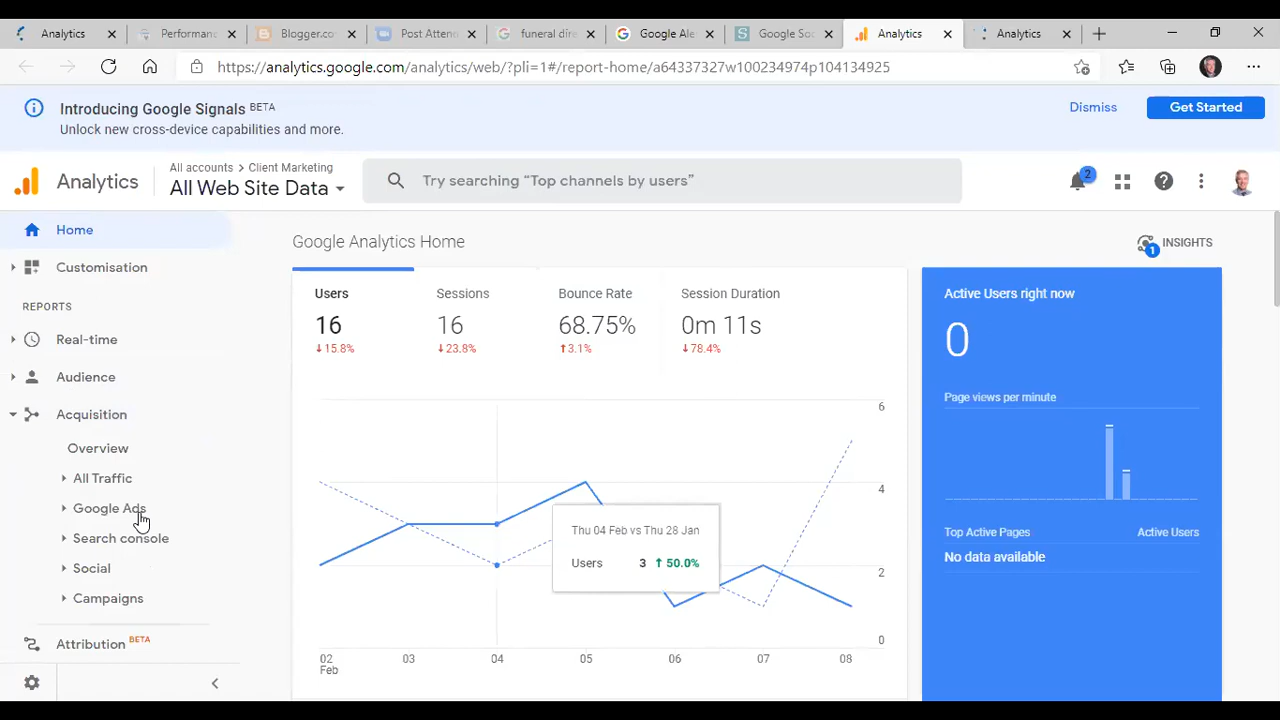 Analytics
Performanc
Blogger.con
Post Attenn
funeral dire
Google Ale
Google Soc
Analytics
Analytics
https://analytics.google.com/analytics/web/?pli=1#/report-home/a64337327w100234974p104134925
Introducing Google Signals BETA
Unlock new cross-device capabilities and more.
Dismiss
Get Started
Analytics
All accounts > Client Marketing
All Web Site Data
Try searching “Top channels by users”
2
Home
Customisation
REPORTS
Real-time
Audience
Acquisition
Overview
All Traffic
Google Ads
Search console
Social
Campaigns
Attribution BETA
Google Analytics Home
1 INSIGHTS
Users
16
↓15.8%
Sessions
16
↓23.8%
Bounce Rate
68.75%
↑3.1%
Session Duration
0m 11s
↓78.4%
6
4
2
0
Thu 04 Feb vs Thu 28 Jan
Users 3 ↑ 50.0%
02 03 04 05 06 07 08
Feb
Active Users right now
0
Page views per minute
Top Active Pages Active Users
No data available